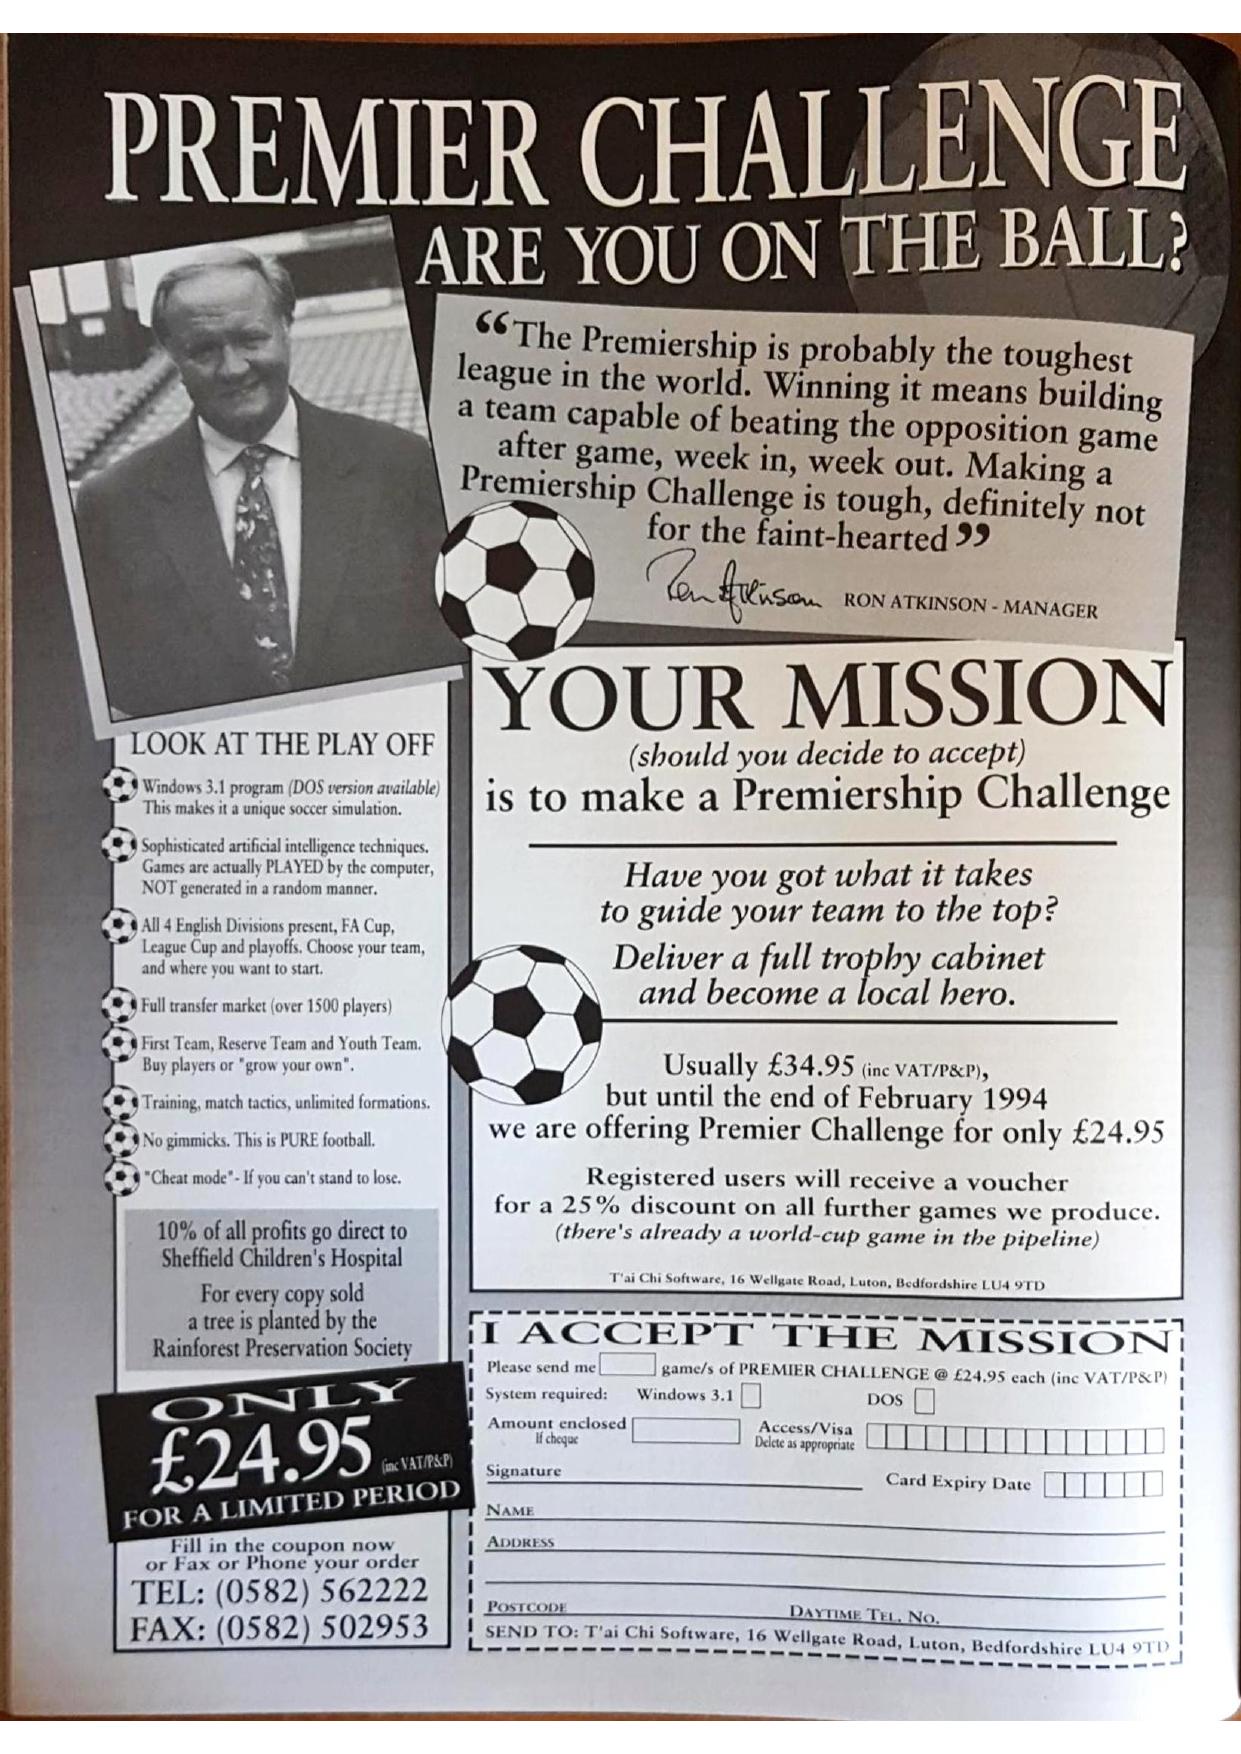 PREMIER CHALLENGE
ARE YOU ON THE BALL?
“The Premiership is probably the toughest
league in the world. Winning it means building
a team capable of beating the opposition game
after game, week in, week out. Making a
Premiership Challenge is tough, definitely not
for the faint-hearted”
Ron Atkinson RON ATKINSON - MANAGER
LOOK AT THE PLAY OFF
Windows 3.1 program (DOS version available)
This makes it a unique soccer simulation.
Sophisticated artificial intelligence techniques.
Games are actually PLAYED by the computer,
NOT generated in a random manner.
All 4 English Divisions present, FA Cup,
League Cup and playoffs. Choose your team,
and where you want to start.
Full transfer market (over 1500 players)
First Team, Reserve Team and Youth Team.
Buy players or "grow your own".
Training, match tactics, unlimited formations.
No gimmicks. This is PURE football.
"Cheat mode"- If you can't stand to lose.
10% of all profits go direct to
Sheffield Children's Hospital
For every copy sold
a tree is planted by the
Rainforest Preservation Society
ONLY
£24.95 (inc VAT/P&P)
FOR A LIMITED PERIOD
Fill in the coupon now
or Fax or Phone your order
TEL: (0582) 562222
FAX: (0582) 502953
YOUR MISSION
(should you decide to accept)
is to make a Premiership Challenge
Have you got what it takes
to guide your team to the top?
Deliver a full trophy cabinet
and become a local hero.
Usually £34.95 (inc VAT/P&P),
but until the end of February 1994
we are offering Premier Challenge for only £24.95
Registered users will receive a voucher
for a 25% discount on all further games we produce.
(there's already a world-cup game in the pipeline)
T'ai Chi Software, 16 Wellgate Road, Luton, Bedfordshire LU4 9TD
I ACCEPT THE MISSION
Please send me game/s of PREMIER CHALLENGE @ £24.95 each (inc VAT/P&P)
System required: Windows 3.1 DOS
Amount enclosed Access/Visa
If cheque Delete as appropriate
Signature Card Expiry Date
NAME
ADDRESS
POSTCODE DAYTIME TEL. NO.
SEND TO: T'ai Chi Software, 16 Wellgate Road, Luton, Bedfordshire LU4 9TD